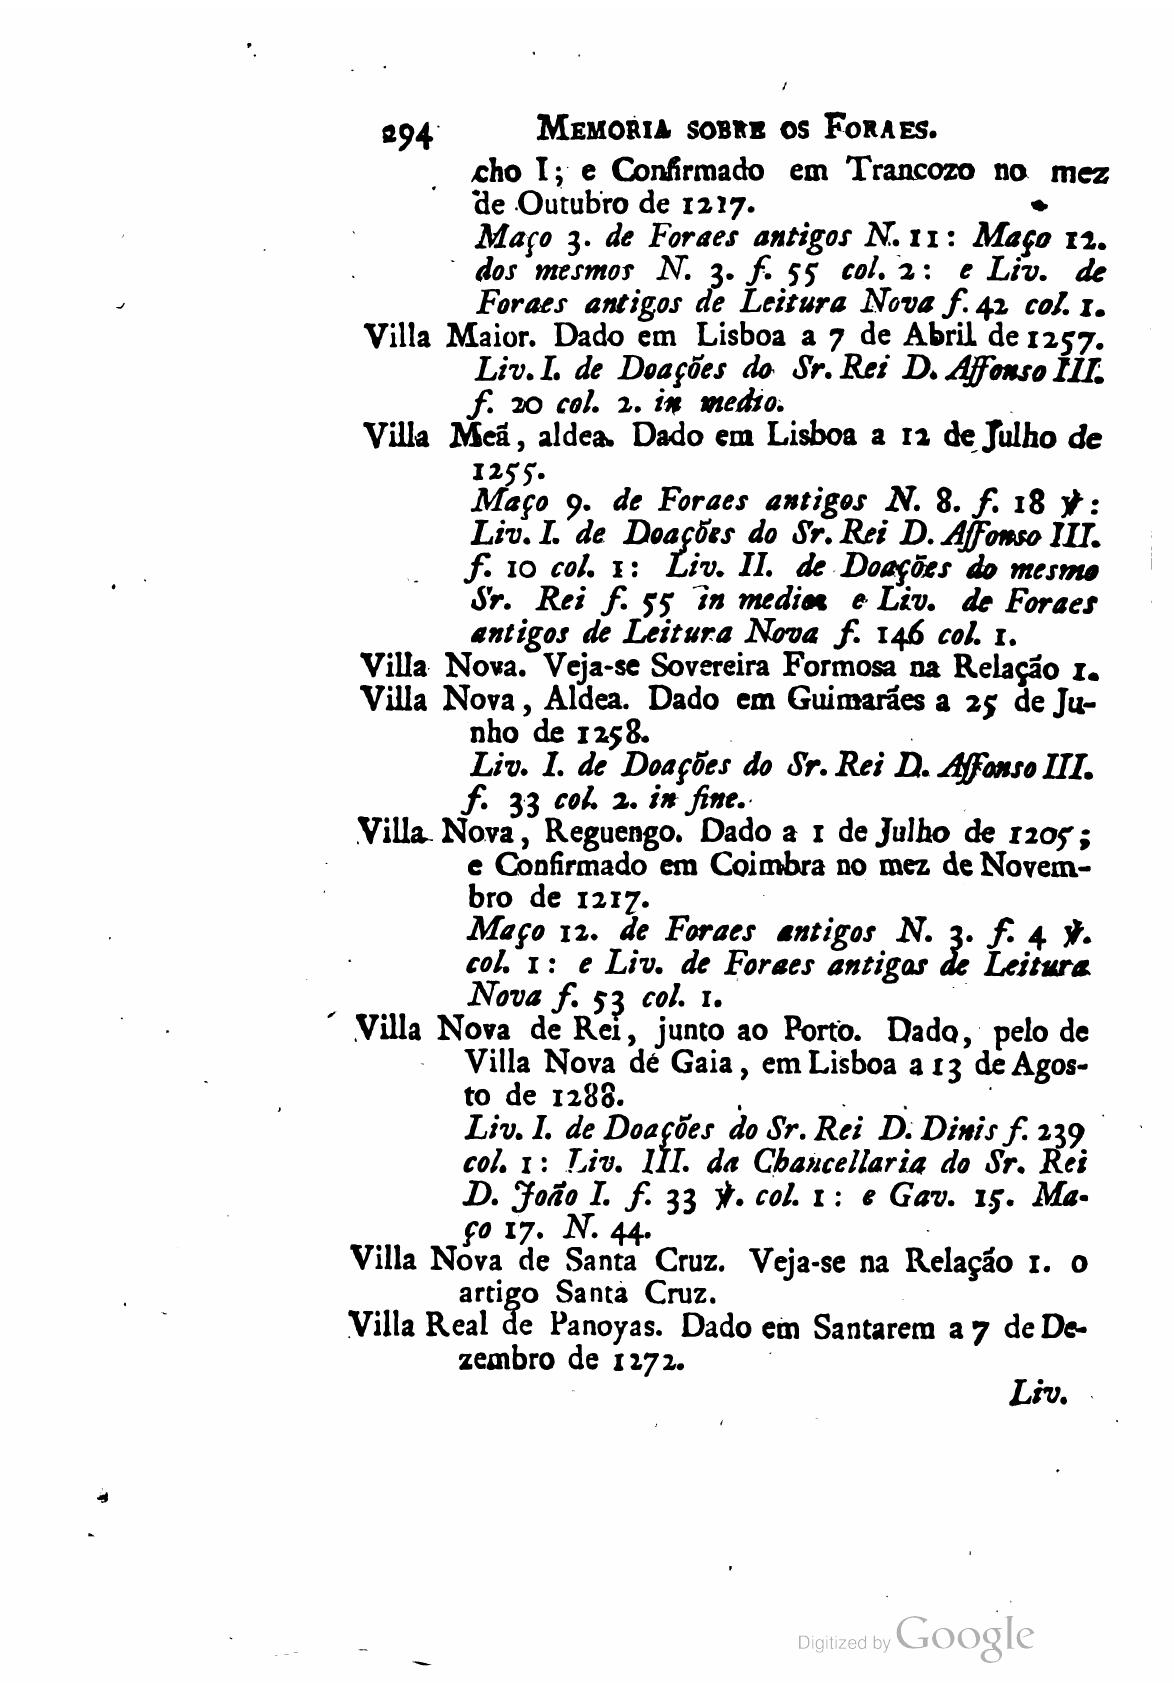 294 MEMORIA SOBRE OS FORAES.
cho I; e Confirmado em Trancozo no mez
de Outubro de 1217.
Maço 3. de Foraes antigos N. 11: Maço 12.
dos mesmos N. 3. f. 55 col. 2: e Liv. de
Foraes antigos de Leitura Nova f. 42 col. 1.
Villa Maior. Dado em Lisboa a 7 de Abril de 1257.
Liv. I. de Doações do Sr. Rei D. Affonso III.
f. 20 col. 2. in medio.
Villa Meã, aldea. Dado em Lisboa a 12 de Julho de
1255.
Maço 9. de Foraes antigos N. 8. f. 18 ℣:
Liv. I. de Doações do Sr. Rei D. Affonso III.
f. 10 col. 1: Liv. II. de Doações do mesmo
Sr. Rei f. 55 in medio e Liv. de Foraes
antigos de Leitura Nova f. 146 col. 1.
Villa Nova. Veja-se Sovereira Formosa na Relação 1.
Villa Nova, Aldea. Dado em Guimarães a 25 de Ju-
nho de 1258.
Liv. I. de Doações do Sr. Rei D. Affonso III.
f. 33 col. 2. in fine.
Villa Nova, Reguengo. Dado a 1 de Julho de 1205;
e Confirmado em Coimbra no mez de Novem-
bro de 1217.
Maço 12. de Foraes antigos N. 3. f. 4 ℣.
col. 1: e Liv. de Foraes antigos de Leitura
Nova f. 53 col. 1.
Villa Nova de Rei, junto ao Porto. Dado, pelo de
Villa Nova dé Gaia, em Lisboa a 13 de Agos-
to de 1288.
Liv. I. de Doações do Sr. Rei D. Dinis f. 239
col. 1: Liv. III. da Chancellaria do Sr. Rei
D. João I. f. 33 ℣. col. 1: e Gav. 15. Ma-
ço 17. N. 44.
Villa Nova de Santa Cruz. Veja-se na Relação 1. o
artigo Santa Cruz.
Villa Real de Panoyas. Dado em Santarem a 7 de De-
zembro de 1272.
Liv.
Digitized by Google